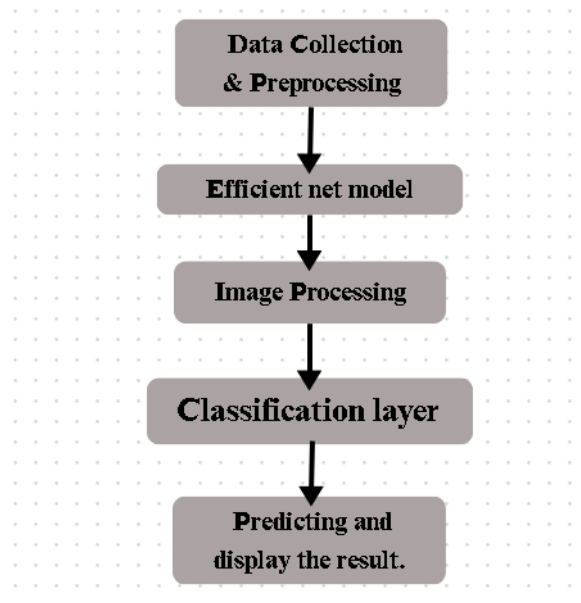 Data Collection
& Preprocessing
Efficient net model
Image Processing
Classification layer
Predicting and
display the result.